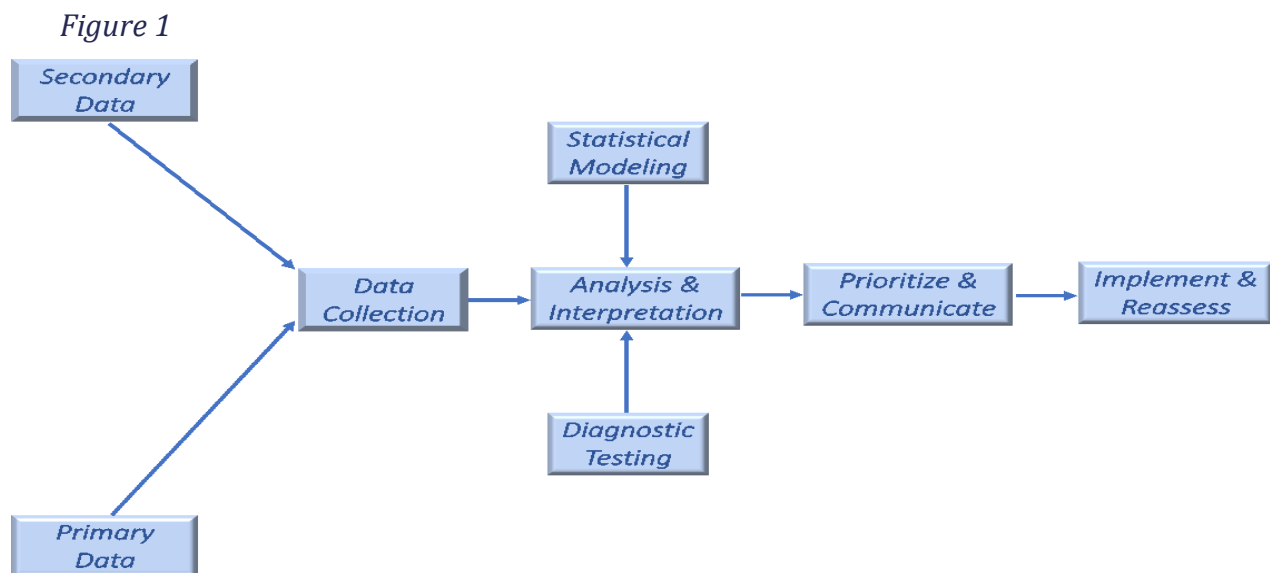 Figure 1
Secondary
Data
Statistical
Modeling
Data
Collection
Analysis &
Interpretation
Prioritize &
Communicate
Implement &
Reassess
Diagnostic
Testing
Primary
Data